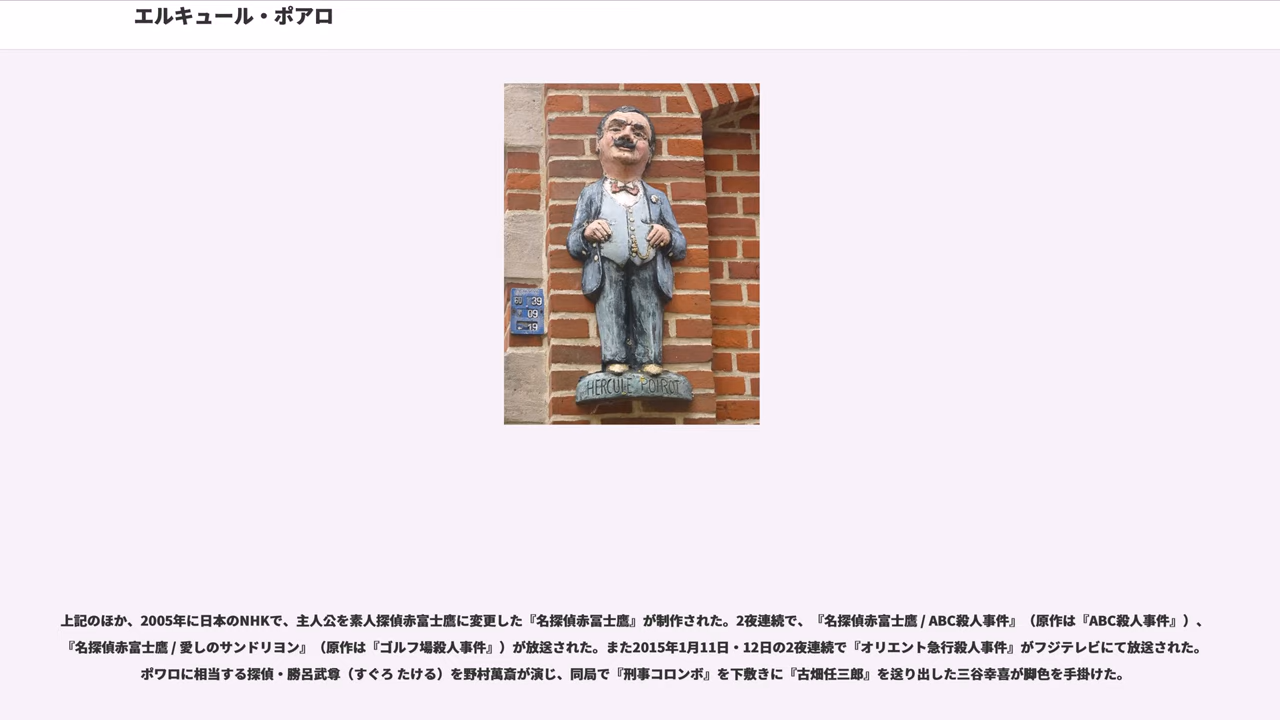 エルキュール・ポアロ
60 39
09
19
HERCULE POIROT
上記のほか、2005年に日本のNHKで、主人公を素人探偵赤富士鷹に変更した『名探偵赤冨士鷹』が制作された。2夜連続で、『名探偵赤富士鷹 / ABC殺人事件』（原作は『ABC殺人事件』）、
『名探偵赤富士鷹 / 愛しのサンドリヨン』（原作は『ゴルフ場殺人事件』）が放送された。また2015年1月11日・12日の2夜連続で『オリエント急行殺人事件』がフジテレビにて放送された。
ポワロに相当する探偵・勝呂武尊（すぐろ たける）を野村萬斎が演じ、同局で『刑事コロンボ』を下敷きに『古畑任三郎』を送り出した三谷幸喜が脚色を手掛けた。